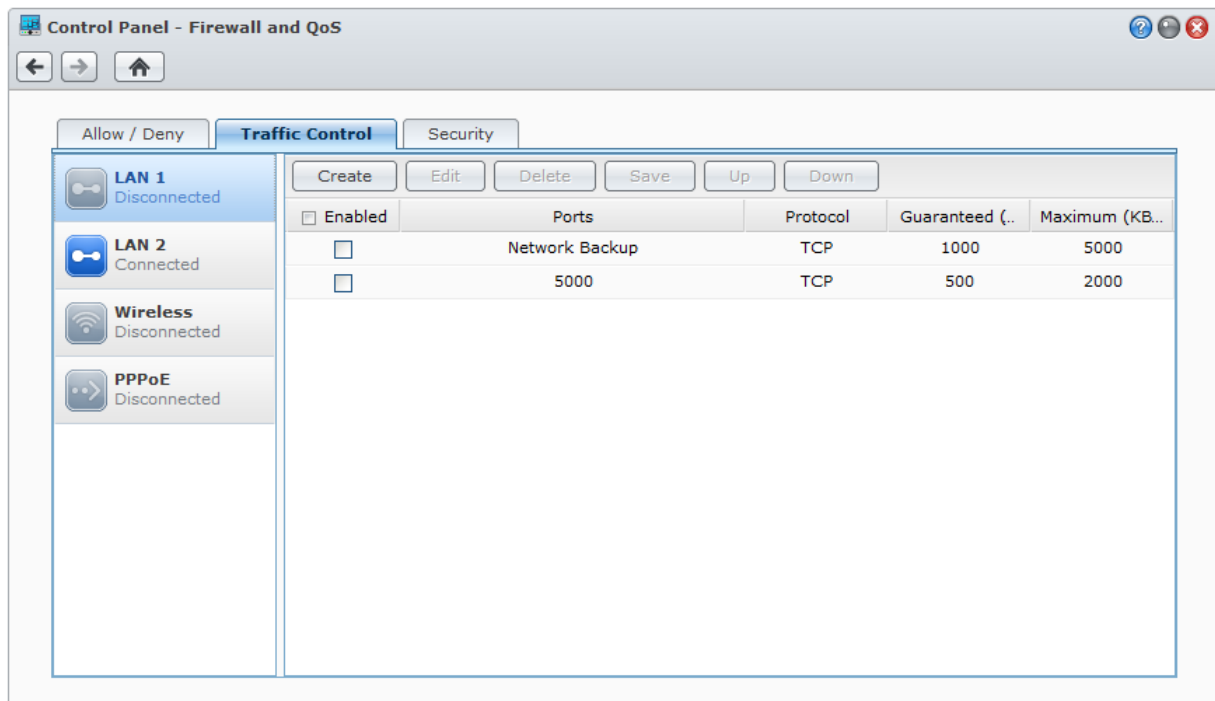 Control Panel - Firewall and QoS
Allow / Deny Traffic Control Security
LAN 1
Disconnected
LAN 2
Connected
Wireless
Disconnected
PPPoE
Disconnected
Create Edit Delete Save Up Down
Enabled Ports Protocol Guaranteed (.. Maximum (KB...
Network Backup TCP 1000 5000
5000 TCP 500 2000